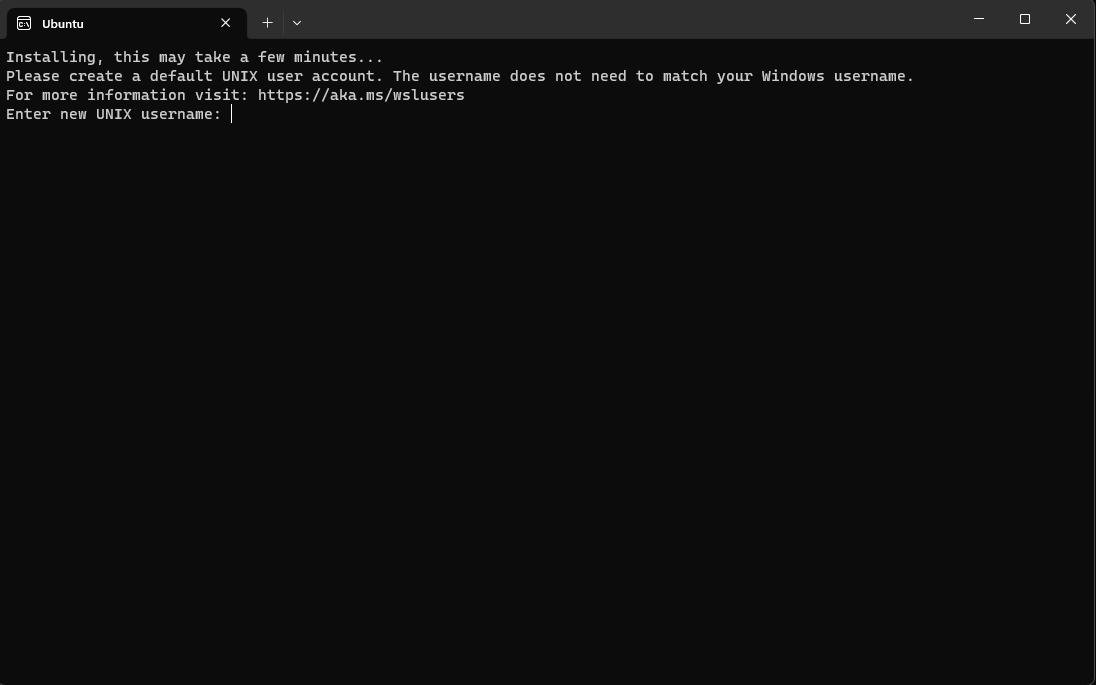 Ubuntu
Installing, this may take a few minutes...
Please create a default UNIX user account. The username does not need to match your Windows username.
For more information visit: https://aka.ms/wslusers
Enter new UNIX username: